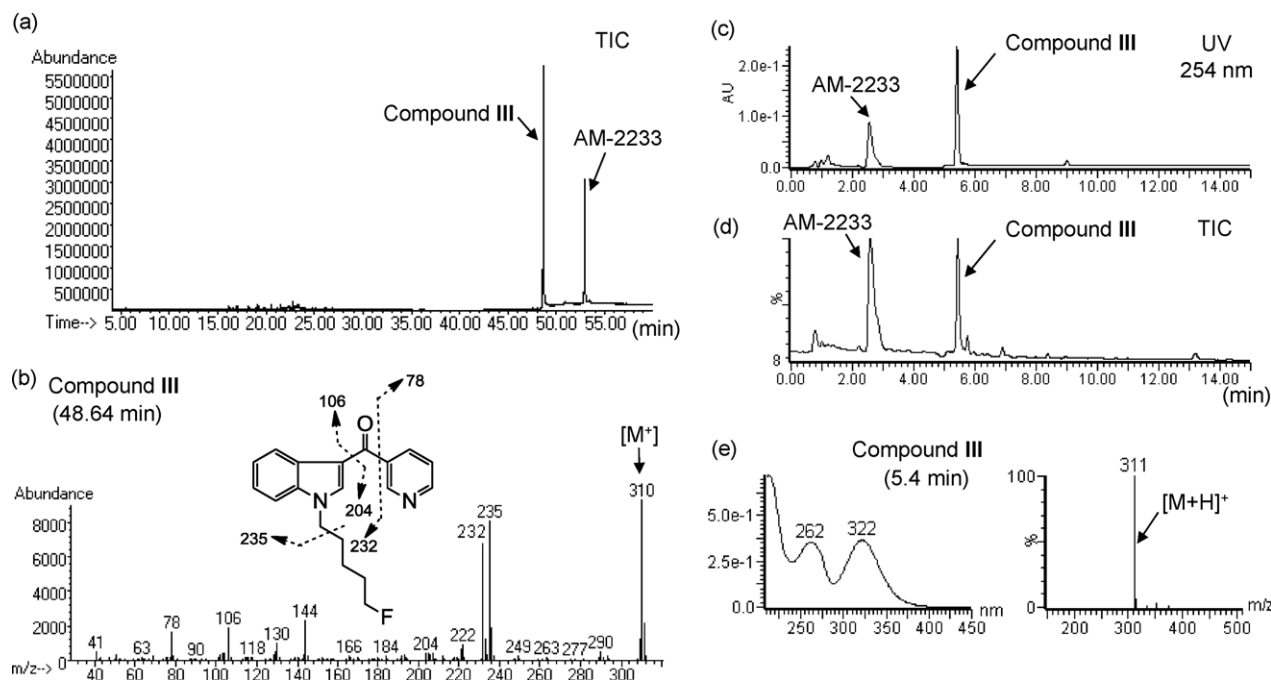 (a)
TIC
Abundance
5500000
5000000
4500000
4000000
3500000
3000000
2500000
2000000
1500000
1000000
500000
Compound III
AM-2233
Time--> 5.00 10.00 15.00 20.00 25.00 30.00 35.00 40.00 45.00 50.00 55.00 (min)
(b) Compound III
(48.64 min)
78
106
O
N
N
204
235
232
F
[M⁺]
310
235
232
Abundance
8000
6000
4000
2000
0
41 63 78 90 106 118 130 144 166 184 204 222 249 263 277 290
m/z--> 40 60 80 100 120 140 160 180 200 220 240 260 280 300
(c)
Compound III
UV
254 nm
AM-2233
AU
2.0e-1
1.0e-1
0.0
0.00 2.00 4.00 6.00 8.00 10.00 12.00 14.00
(min)
(d)
AM-2233
Compound III
TIC
%
8
0.00 2.00 4.00 6.00 8.00 10.00 12.00 14.00
(min)
(e)
Compound III
(5.4 min)
5.0e-1
2.5e-1
0.0
262
322
250 300 350 400 450 nm
100
%
0
311
[M+H]⁺
200 300 400 500 m/z